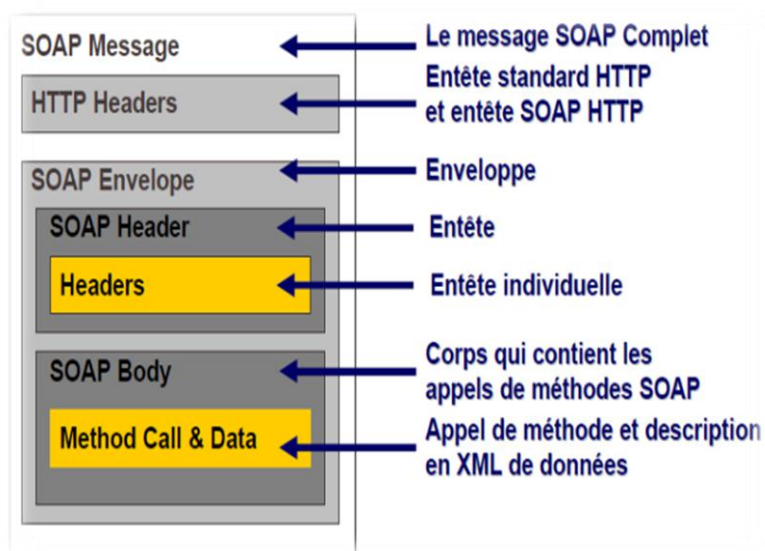 SOAP Message
Le message SOAP Complet
HTTP Headers
Entête standard HTTP
et entête SOAP HTTP
SOAP Envelope
Enveloppe
SOAP Header
Entête
Headers
Entête individuelle
SOAP Body
Corps qui contient les
appels de méthodes SOAP
Method Call & Data
Appel de méthode et description
en XML de données